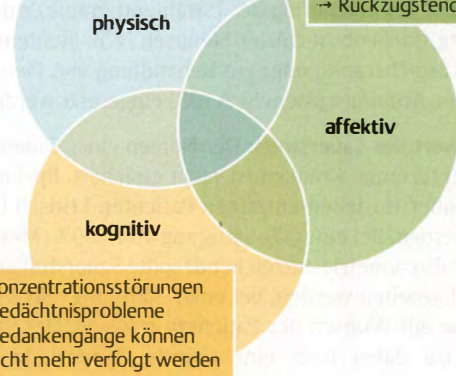 Rückzugstend
physisch
affektiv
kognitiv
onzentrationsstörungen
edächtnisprobleme
edankengänge können
cht mehr verfolgt werden